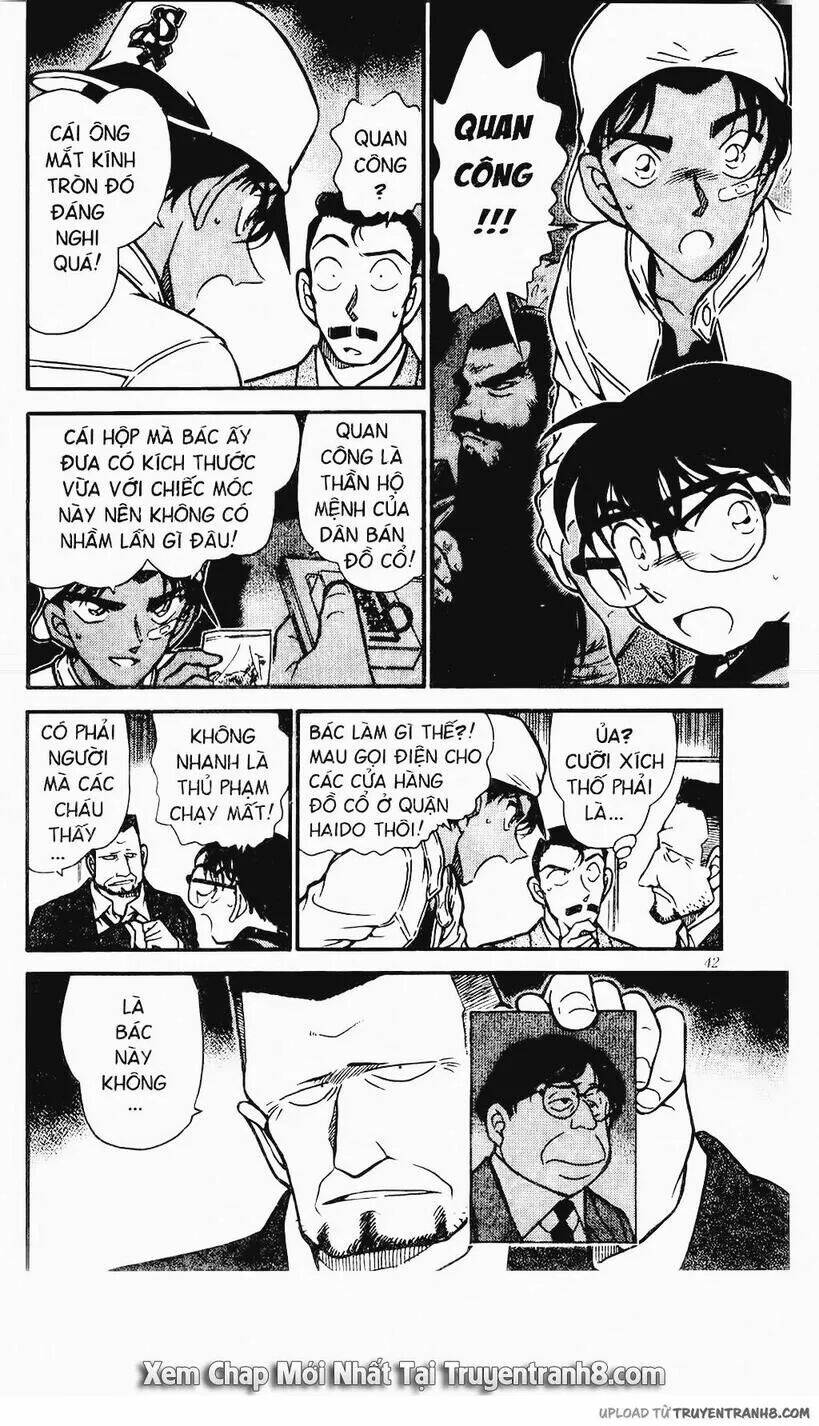 QUAN
CÔNG
!!!
QUAN
CÔNG
?
CÁI ÔNG
MẮT KÍNH
TRÒN ĐÓ
ĐÁNG
NGHI
QUÁ!
QUAN
CÔNG LÀ
THẦN HỘ
MỆNH CỦA
DÂN BÁN
ĐỒ CỔ!
CÁI HỘP MÀ BÁC ẤY
ĐƯA CÓ KÍCH THƯỚC
VỪA VỚI CHIẾC MÓC
NÀY NÊN KHÔNG CÓ
NHẦM LẪN GÌ ĐÂU!
ỦA?
CƯỠI XÍCH
THỐ PHẢI
LÀ...
BÁC LÀM GÌ THẾ?!
MAU GỌI ĐIỆN CHO
CÁC CỬA HÀNG
ĐỒ CỔ Ở QUẬN
HAIDO THÔI!
KHÔNG
NHANH LÀ
THỦ PHẠM
CHẠY MẤT!
CÓ PHẢI
NGƯỜI
MÀ CÁC
CHÁU
THẤY
...
42
LÀ
BÁC
NÀY
KHÔNG
...
Xem Chap Mới Nhất Tại Truyentranh8.com
UPLOAD TỪ TRUYENTRANH8.COM